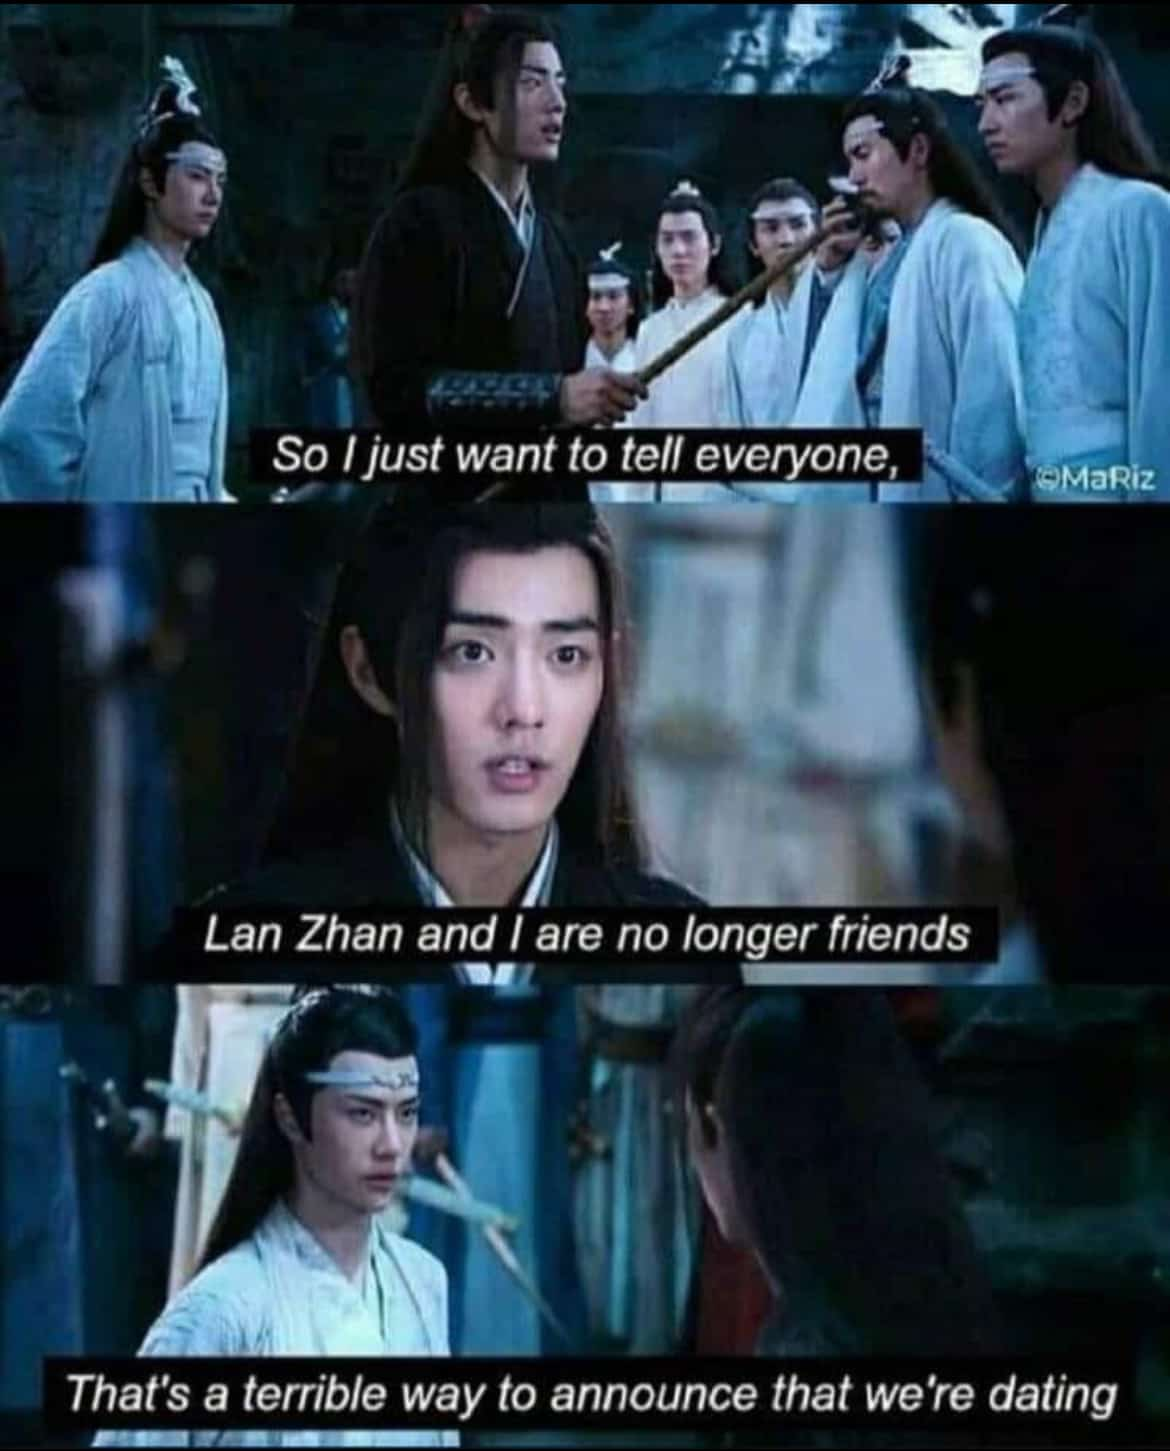 So I just want to tell everyone,
©MaRiz
Lan Zhan and I are no longer friends
That's a terrible way to announce that we're dating